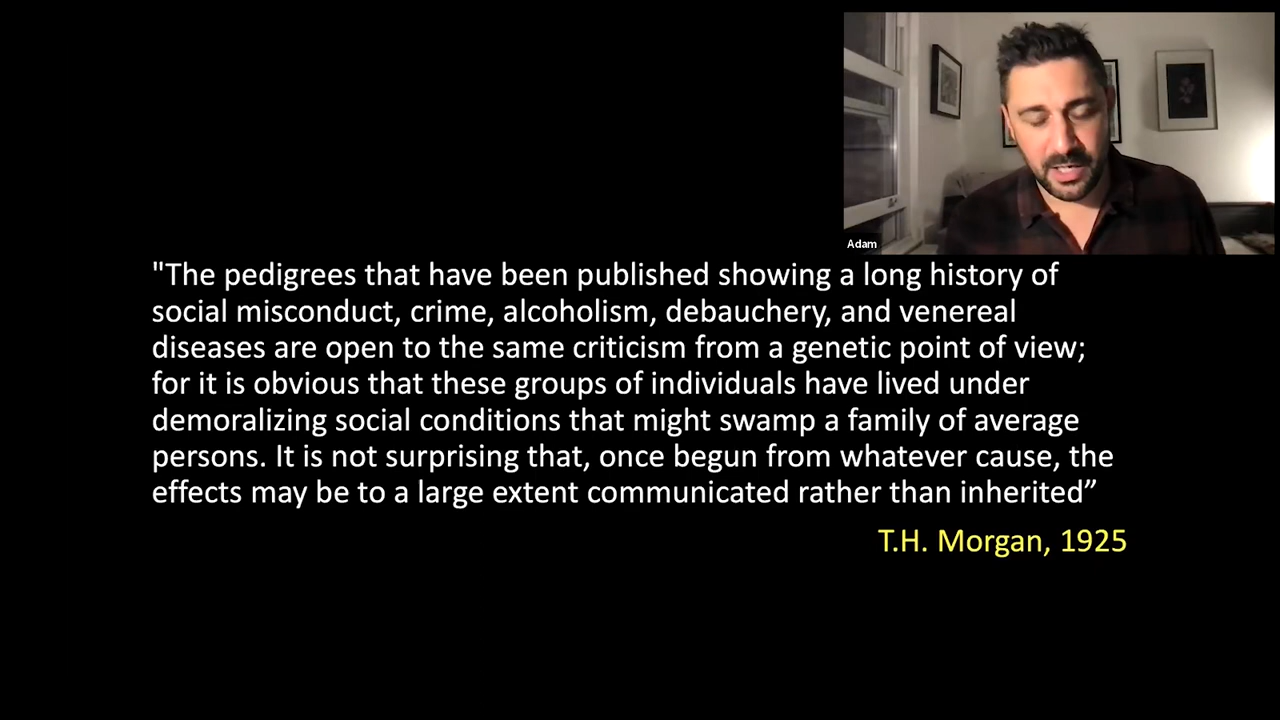 Adam
"The pedigrees that have been published showing a long history of
social misconduct, crime, alcoholism, debauchery, and venereal
diseases are open to the same criticism from a genetic point of view;
for it is obvious that these groups of individuals have lived under
demoralizing social conditions that might swamp a family of average
persons. It is not surprising that, once begun from whatever cause, the
effects may be to a large extent communicated rather than inherited”
T.H. Morgan, 1925